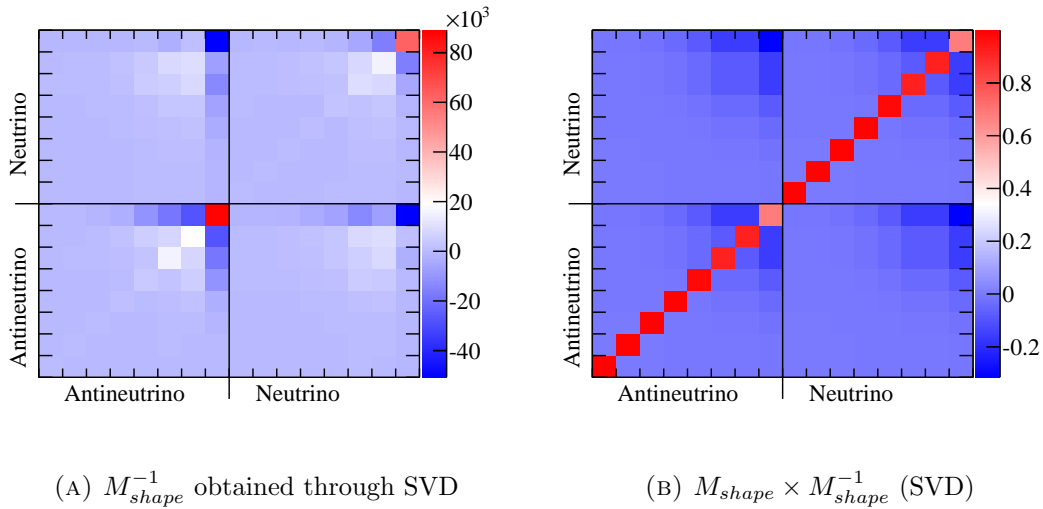 ×10³
80
60
40
20
0
-20
-40
Neutrino
Antineutrino
Antineutrino
Neutrino
0.8
0.6
0.4
0.2
0
-0.2
Neutrino
Antineutrino
Antineutrino
Neutrino
(A) M⁻¹shape obtained through SVD
(B) Mshape × M⁻¹shape (SVD)